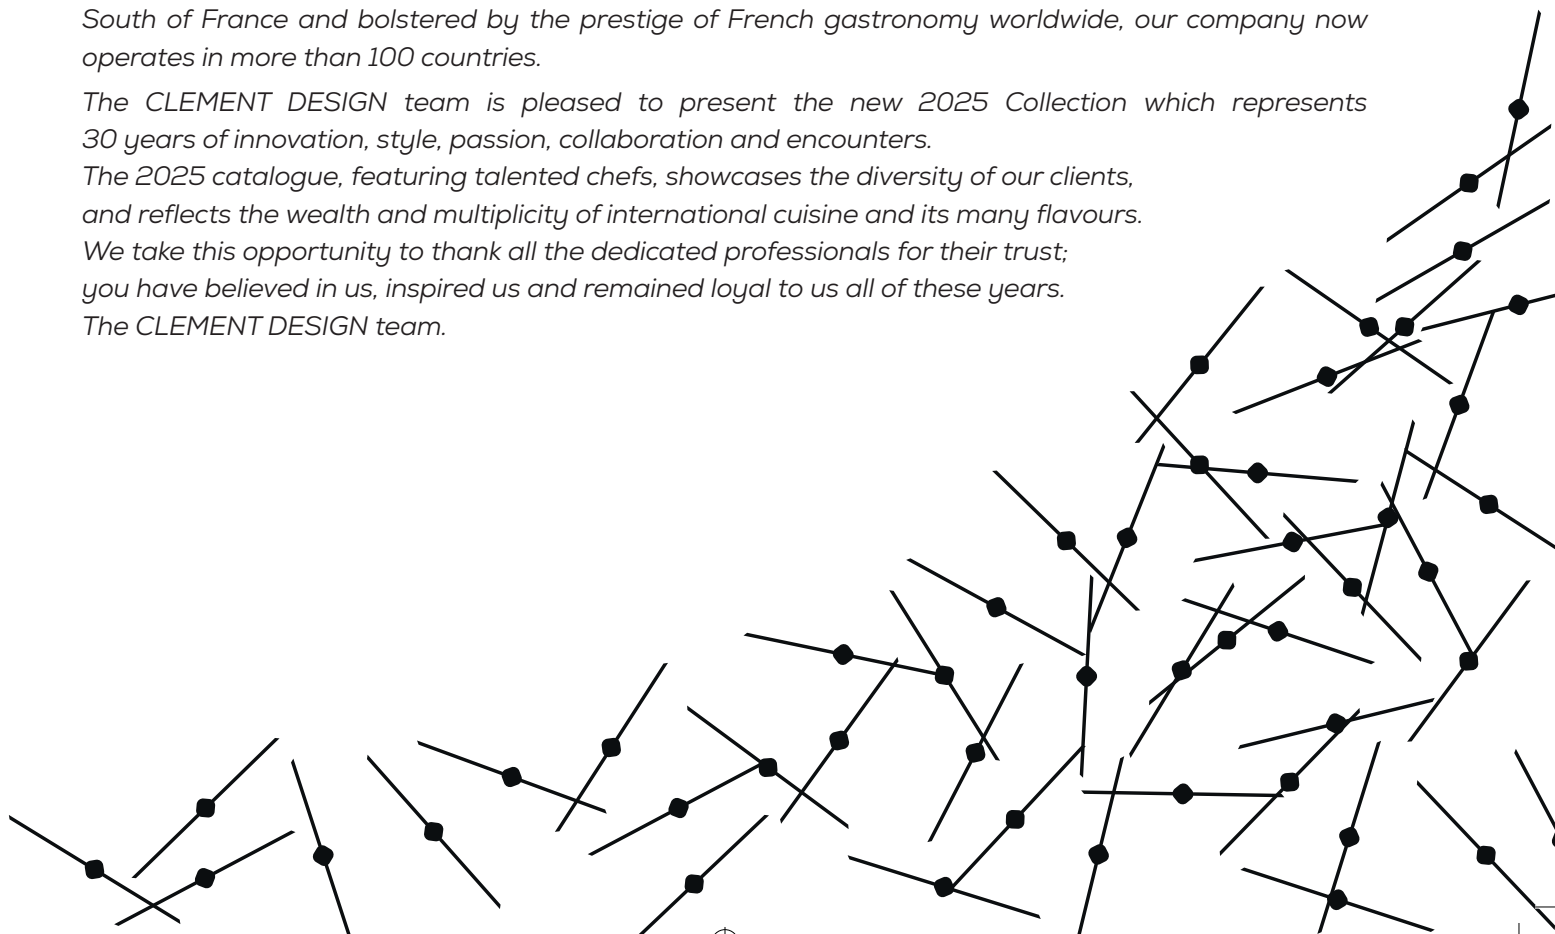 South of France and bolstered by the prestige of French gastronomy worldwide, our company now
operates in more than 100 countries.
The CLEMENT DESIGN team is pleased to present the new 2025 Collection which represents
30 years of innovation, style, passion, collaboration and encounters.
The 2025 catalogue, featuring talented chefs, showcases the diversity of our clients,
and reflects the wealth and multiplicity of international cuisine and its many flavours.
We take this opportunity to thank all the dedicated professionals for their trust;
you have believed in us, inspired us and remained loyal to us all of these years.
The CLEMENT DESIGN team.